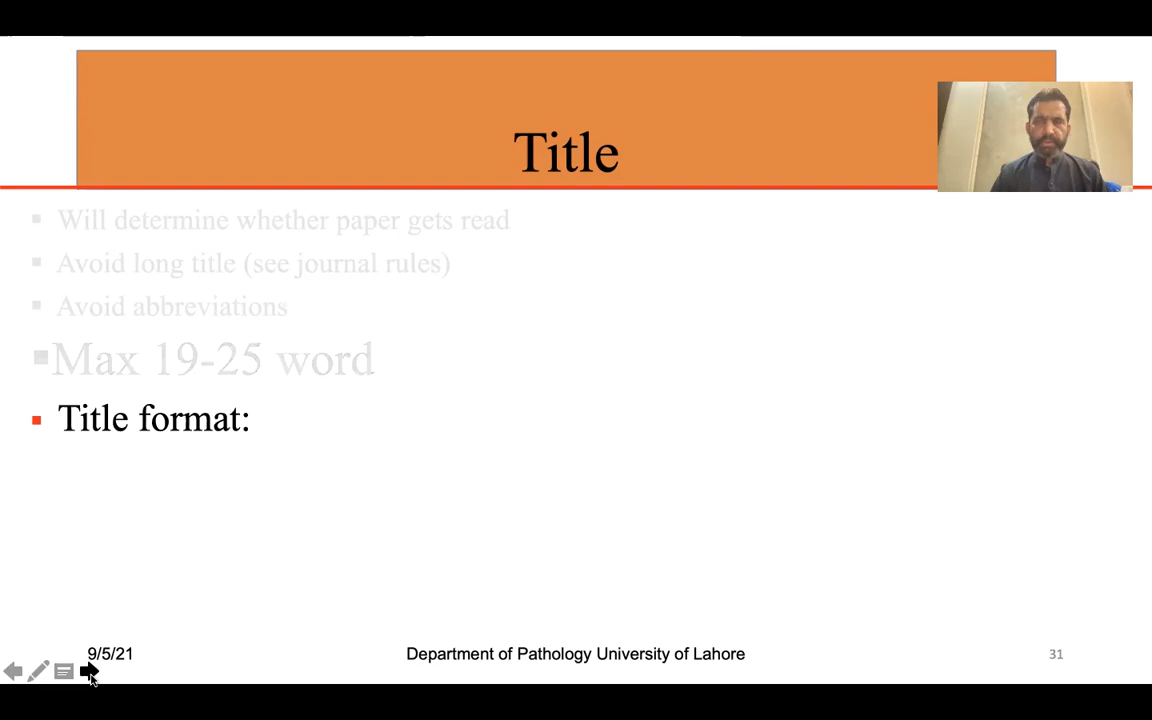 Title
Will determine whether paper gets read
Avoid long title (see journal rules)
Avoid abbreviations
Max 19-25 word
Title format:
9/5/21
Department of Pathology University of Lahore
31